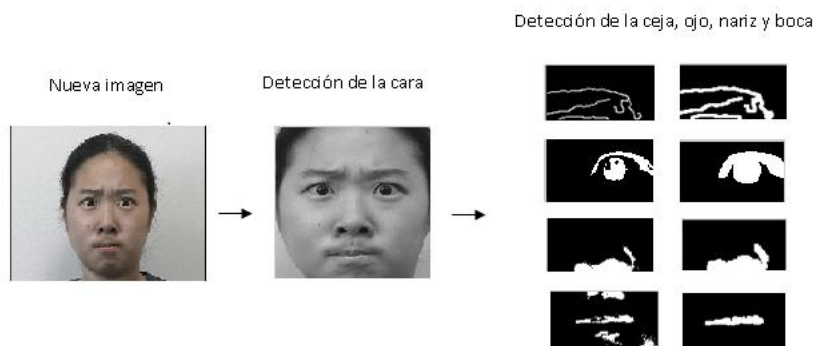 Detección de la ceja, ojo, nariz y boca
Nueva imagen
Detección de la cara